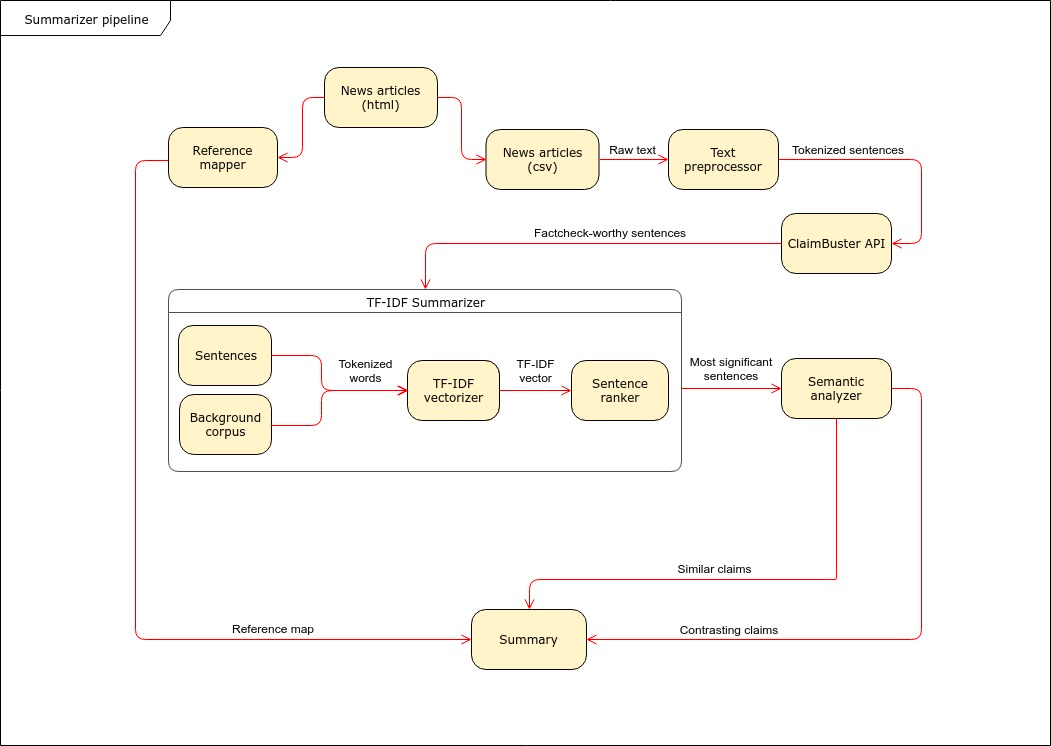 Summarizer pipeline
News articles
(html)
Reference
mapper
News articles
(csv)
Raw text
Text
preprocessor
Tokenized sentences
Factcheck-worthy sentences
ClaimBuster API
TF-IDF Summarizer
Sentences
Background
corpus
Tokenized
words
TF-IDF
vectorizer
TF-IDF
vector
Sentence
ranker
Most significant
sentences
Semantic
analyzer
Similar claims
Reference map
Summary
Contrasting claims